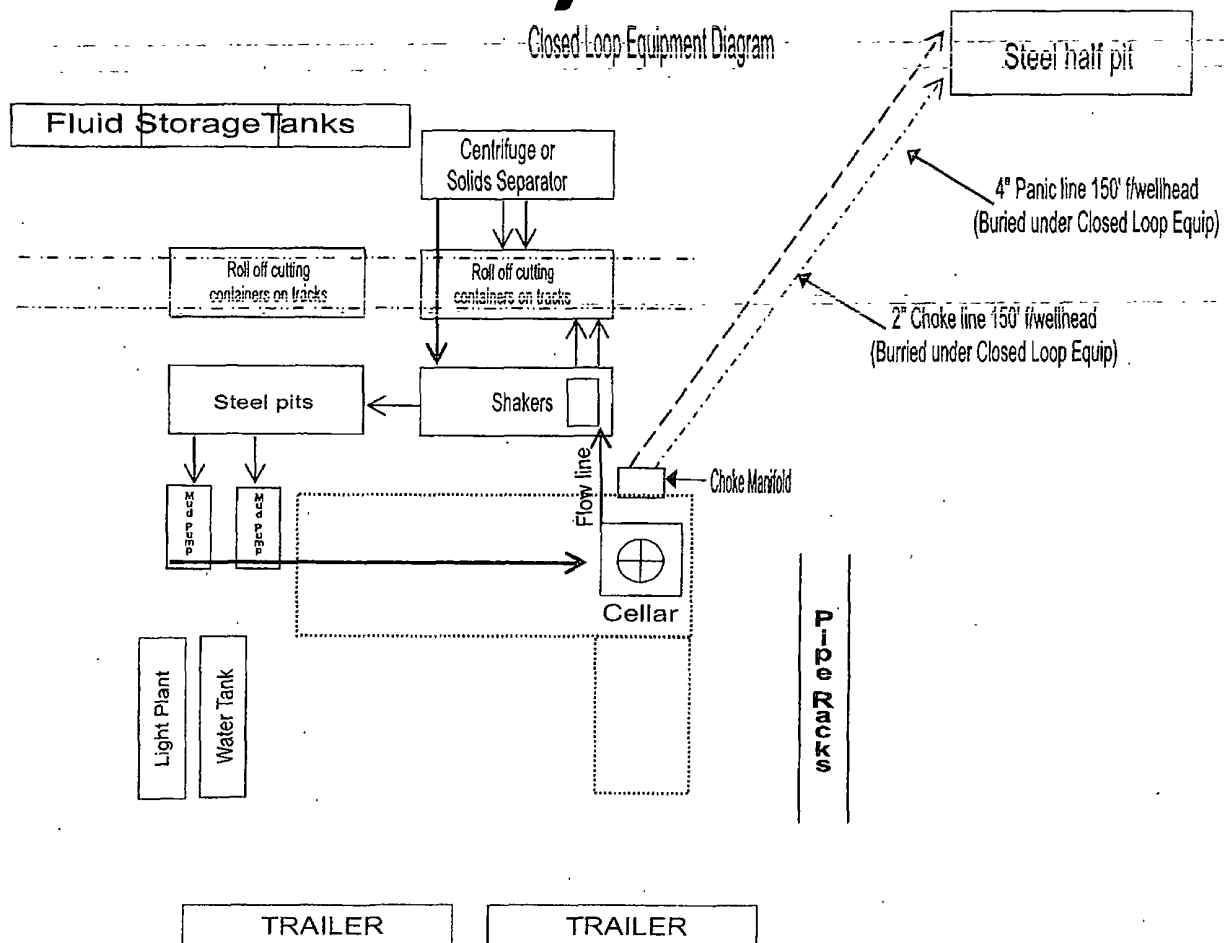 Closed Loop Equipment Diagram
Steel half pit
Fluid StorageTanks
Centrifuge or
Solids Separator
4" Panic line 150' f/wellhead
(Buried under Closed Loop Equip)
Roll off cutting
containers on tracks
Roll off cutting
containers on tracks
2" Choke line 150' f/wellhead
(Burried under Closed Loop Equip)
Steel pits
Shakers
Flow line
Choke Manifold
Mud Pump
Mud Pump
Cellar
Pipe Racks
Light Plant
Water Tank
TRAILER
TRAILER